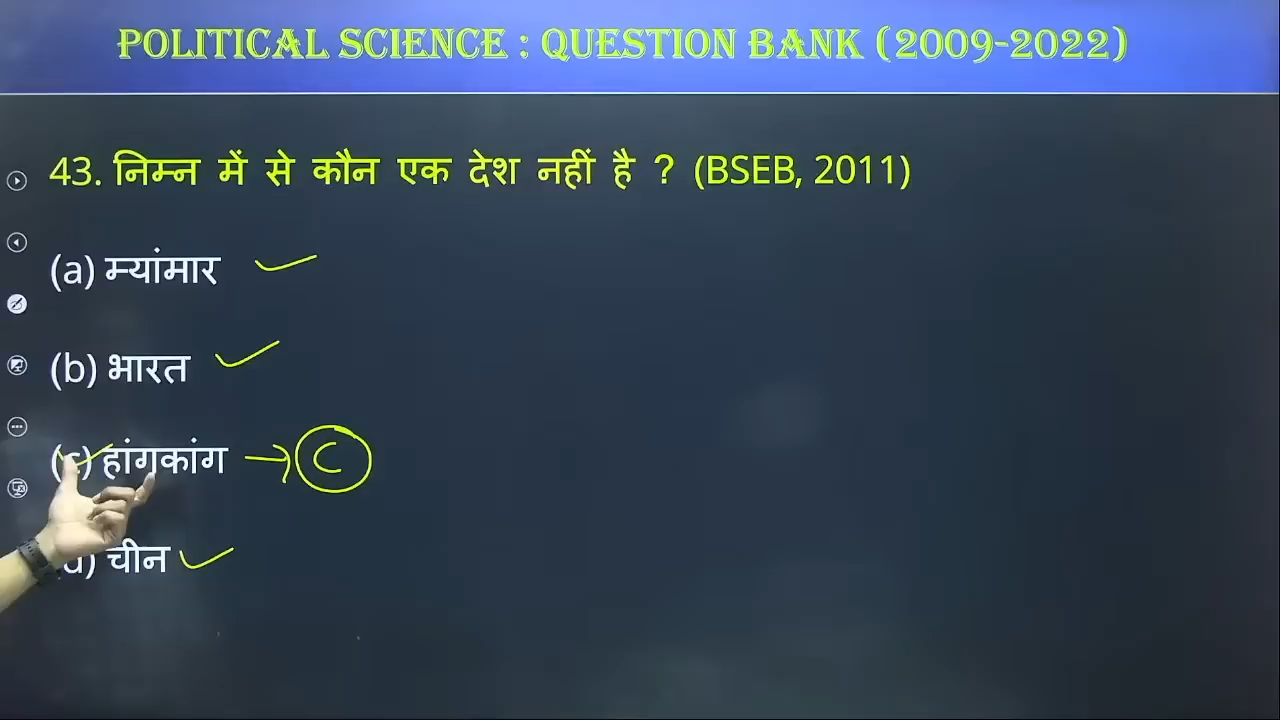 POLITICAL SCIENCE : QUESTION BANK (2009-2022)
43. निम्न में से कौन एक देश नहीं है ? (BSEB, 2011)
(a) म्यांमार
(b) भारत
(c) हांगकांग → C
(d) चीन